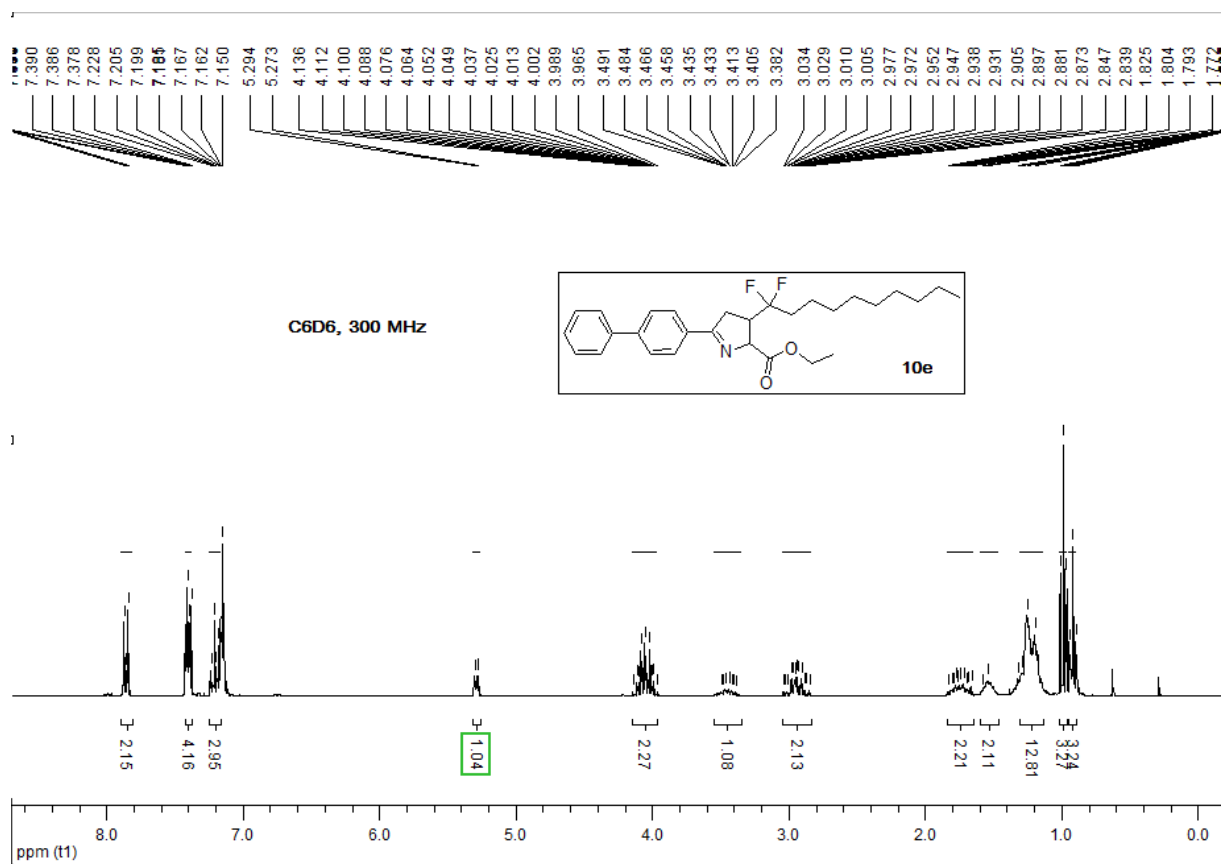 7.390 7.386 7.378 7.228 7.205 7.199 7.167 7.162 7.150 5.294 5.273 4.136 4.112 4.100 4.088 4.076 4.064 4.052 4.049 4.037 4.025 4.013 4.002 3.989 3.965 3.491 3.484 3.466 3.458 3.435 3.433 3.413 3.405 3.382 3.034 3.029 3.010 3.005 2.977 2.972 2.952 2.947 2.938 2.931 2.905 2.897 2.881 2.873 2.847 2.839 1.825 1.804 1.793
C6D6, 300 MHz
F F
N
O
O
10e
2.15 4.16 2.95 1.04 2.27 1.08 2.13 2.21 2.11 12.81 3.27 3.24
8.0 7.0 6.0 5.0 4.0 3.0 2.0 1.0 0.0
ppm (t1)